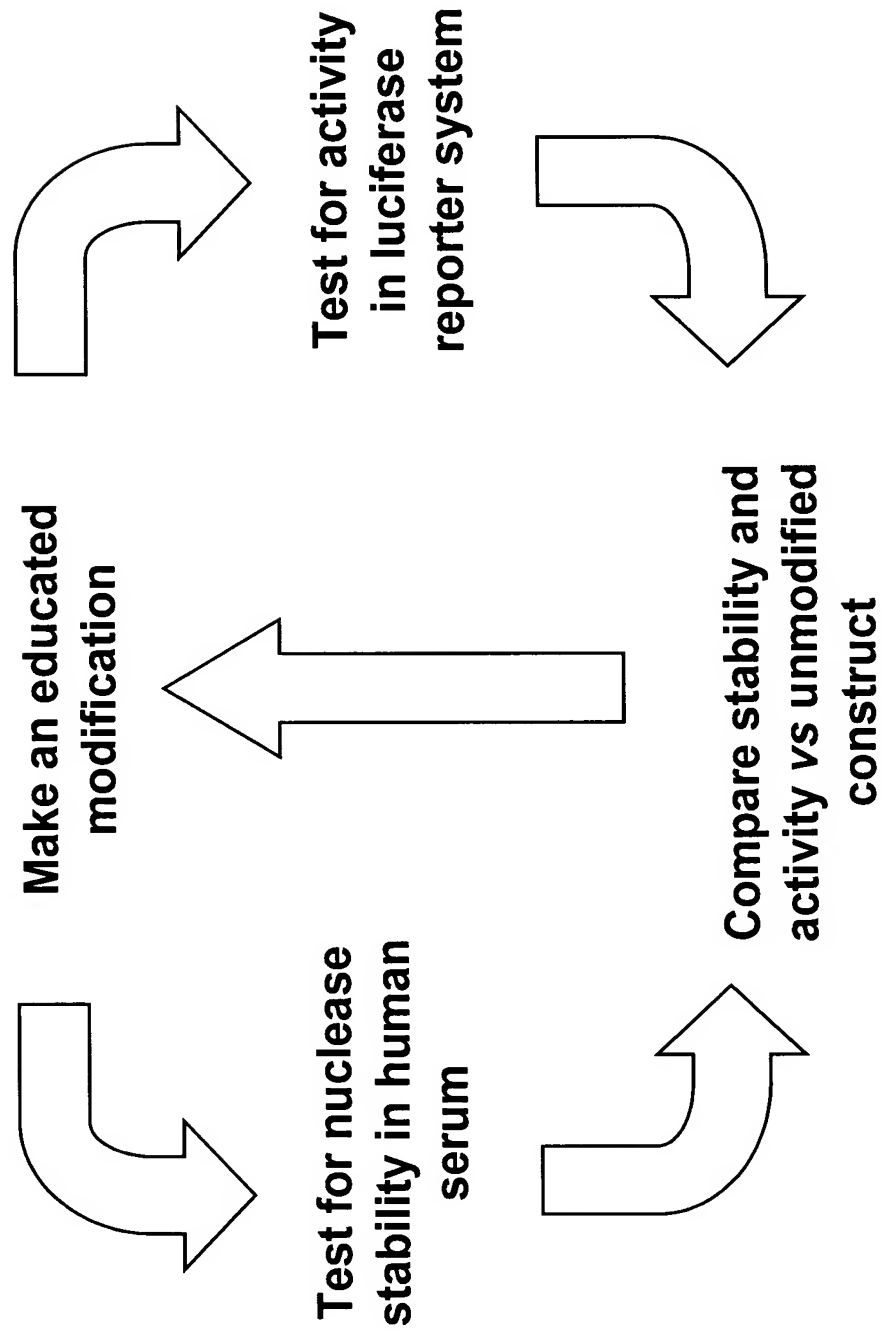 Make an educated
modification
Test for nuclease
stability in human
serum
Test for activity
in luciferase
reporter system
Compare stability and
activity vs unmodified
construct